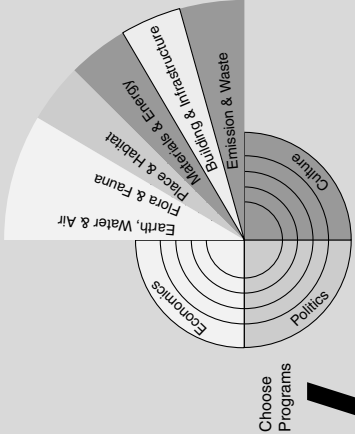 Emission & Waste
Building & Infrastructure
Materials & Energy
Place & Habitat
Flora & Fauna
Earth, Water & Air
Culture
Economics
Politics
Choose
Programs